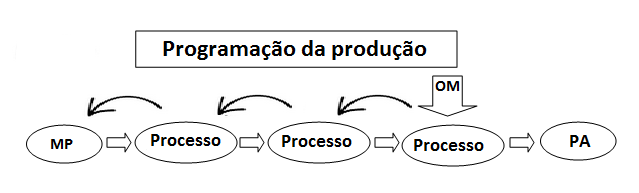 Programação da produção
OM
MP
Processo
Processo
Processo
PA